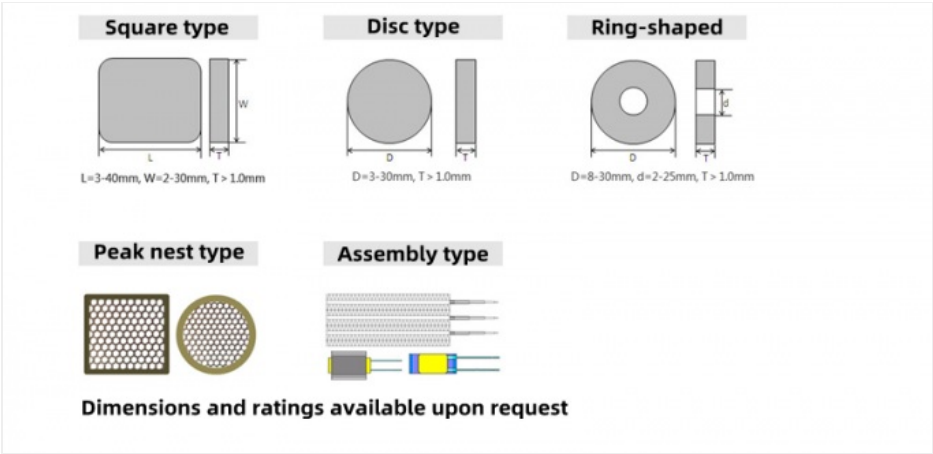 Square type
Disc type
Ring-shaped
W
L
T
D
T
d
D
T
L=3-40mm, W=2-30mm, T > 1.0mm
D=3-30mm, T > 1.0mm
D=8-30mm, d=2-25mm, T > 1.0mm
Peak nest type
Assembly type
Dimensions and ratings available upon request